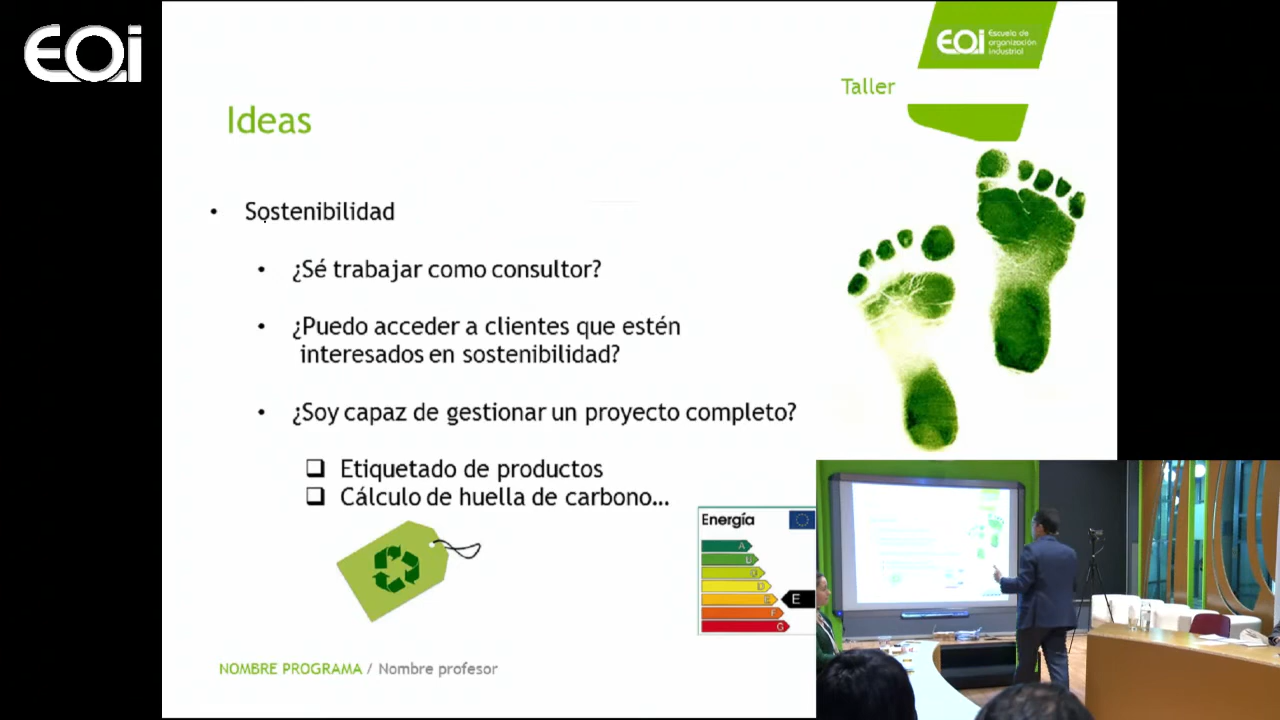 EOI
EOI Escuela de
organización
industrial
Taller
Ideas
• Sostenibilidad
• ¿Sé trabajar como consultor?
• ¿Puedo acceder a clientes que estén
interesados en sostenibilidad?
• ¿Soy capaz de gestionar un proyecto completo?
❑ Etiquetado de productos
❑ Cálculo de huella de carbono...
Energía
A
B
C
D
E
E
F
G
NOMBRE PROGRAMA / Nombre profesor